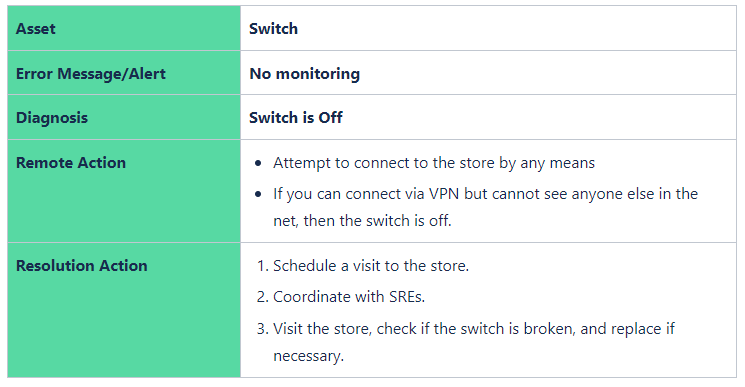 Asset
Switch
Error Message/Alert
No monitoring
Diagnosis
Switch is Off
Remote Action
• Attempt to connect to the store by any means
• If you can connect via VPN but cannot see anyone else in the
net, then the switch is off.
Resolution Action
1. Schedule a visit to the store.
2. Coordinate with SREs.
3. Visit the store, check if the switch is broken, and replace if
necessary.